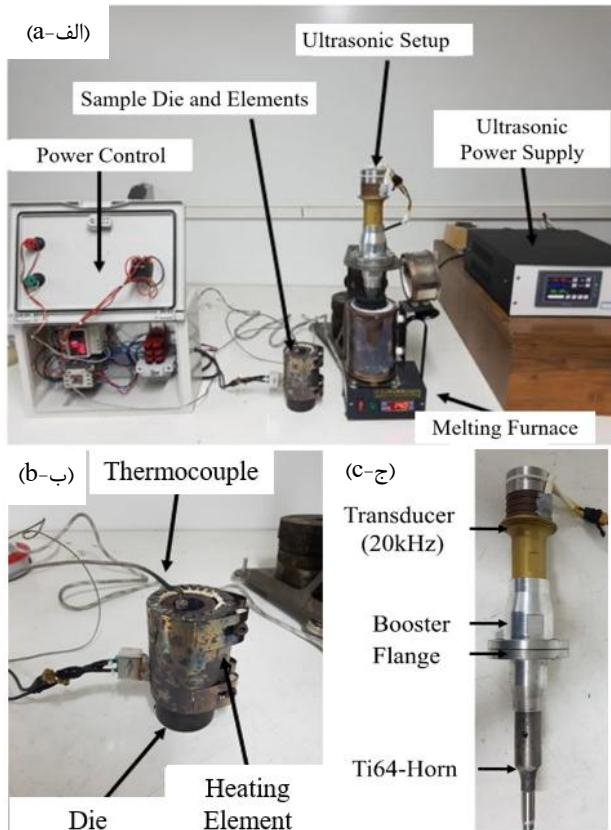 (الف-a)
Ultrasonic Setup
Sample Die and Elements
Ultrasonic
Power Supply
Power Control
Melting Furnace
(ب-b)
Thermocouple
Die
Heating
Element
(ج-c)
Transducer
(20kHz)
Booster
Flange
Ti64-Horn